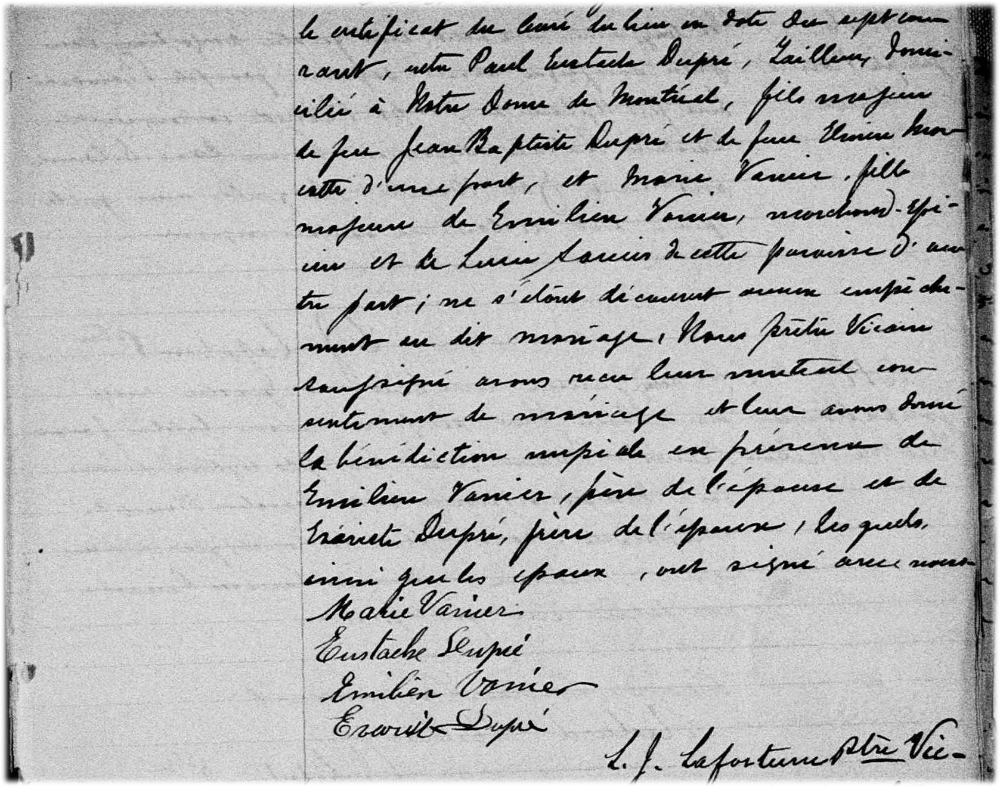 le certificat du curé du lieu en date du sept cou-
rant, entre Paul Eustache Dupré, Tailleur, domi-
cilié à Notre Dame de Montréal, fils majeur
de feu Jean Baptiste Dupré et de feue
d'une part, et Marie Vanier, fille
majeure de Emilien Vanier, marchand-épi-
cier et de Lucie de cette paroisse d'au-
tre part; ne s'étant découvert aucun empêche-
ment au dit mariage, Nous prêtre Vicaire
soussigné avons reçu leur mutuel con-
sentement de mariage et leur avons donné
la bénédiction nuptiale en présence de
Emilien Vanier, père de l'épouse et de
Evariste Dupré, frère de l'époux, lesquels,
ainsi que les époux, ont signé avec nous-
Marie Vanier
Eustache Dupré
Emilien Vanier
Evariste Dupré
L. J. Lafortune Ptre Vic-